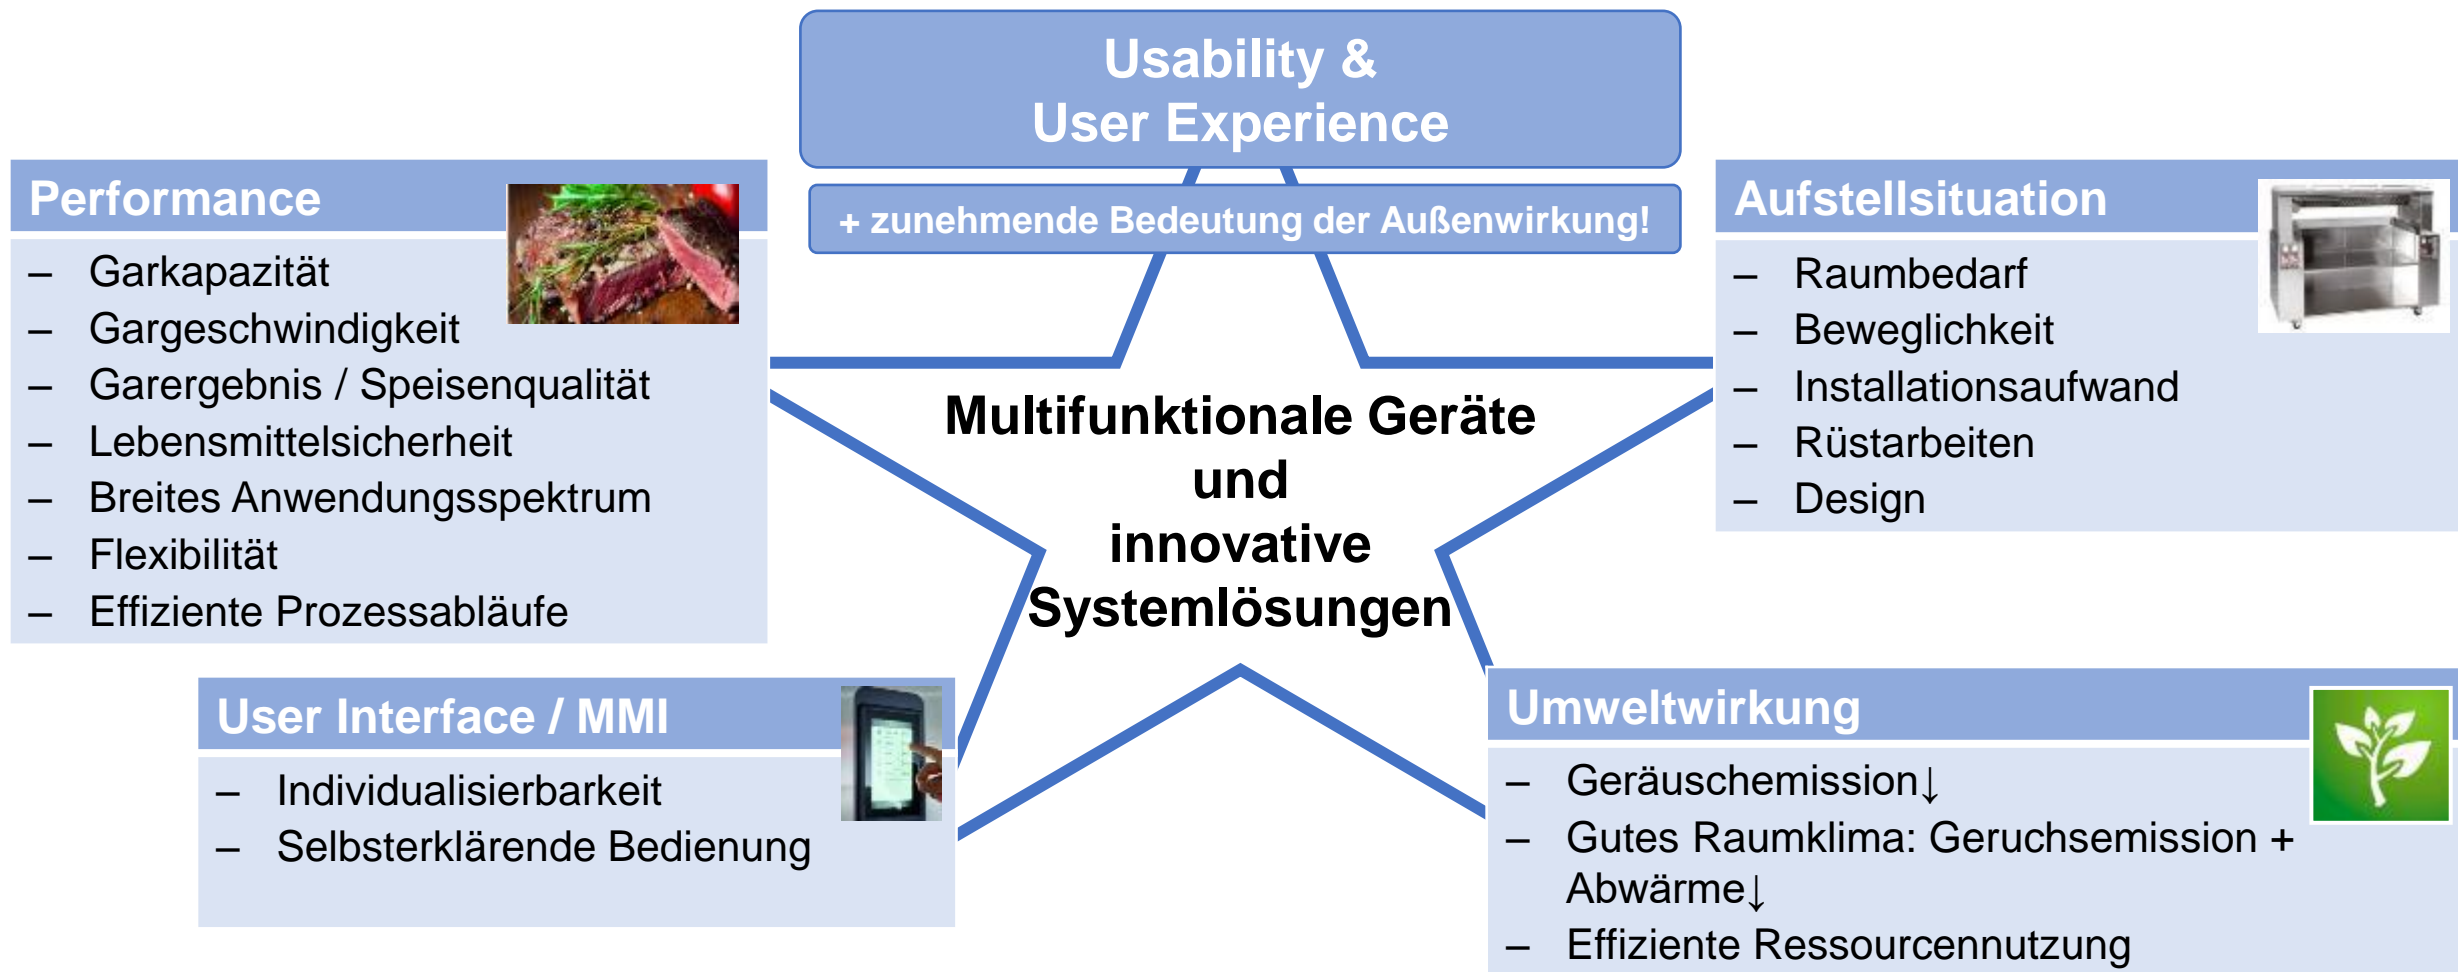 Usability &
User Experience
+ zunehmende Bedeutung der Außenwirkung!
Performance
– Garkapazität
– Gargeschwindigkeit
– Garergebnis / Speisenqualität
– Lebensmittelsicherheit
– Breites Anwendungsspektrum
– Flexibilität
– Effiziente Prozessabläufe
Aufstellsituation
– Raumbedarf
– Beweglichkeit
– Installationsaufwand
– Rüstarbeiten
– Design
Multifunktionale Geräte
und
innovative
Systemlösungen
User Interface / MMI
– Individualisierbarkeit
– Selbsterklärende Bedienung
Umweltwirkung
– Geräuschemission↓
– Gutes Raumklima: Geruchsemission +
Abwärme↓
– Effiziente Ressourcennutzung